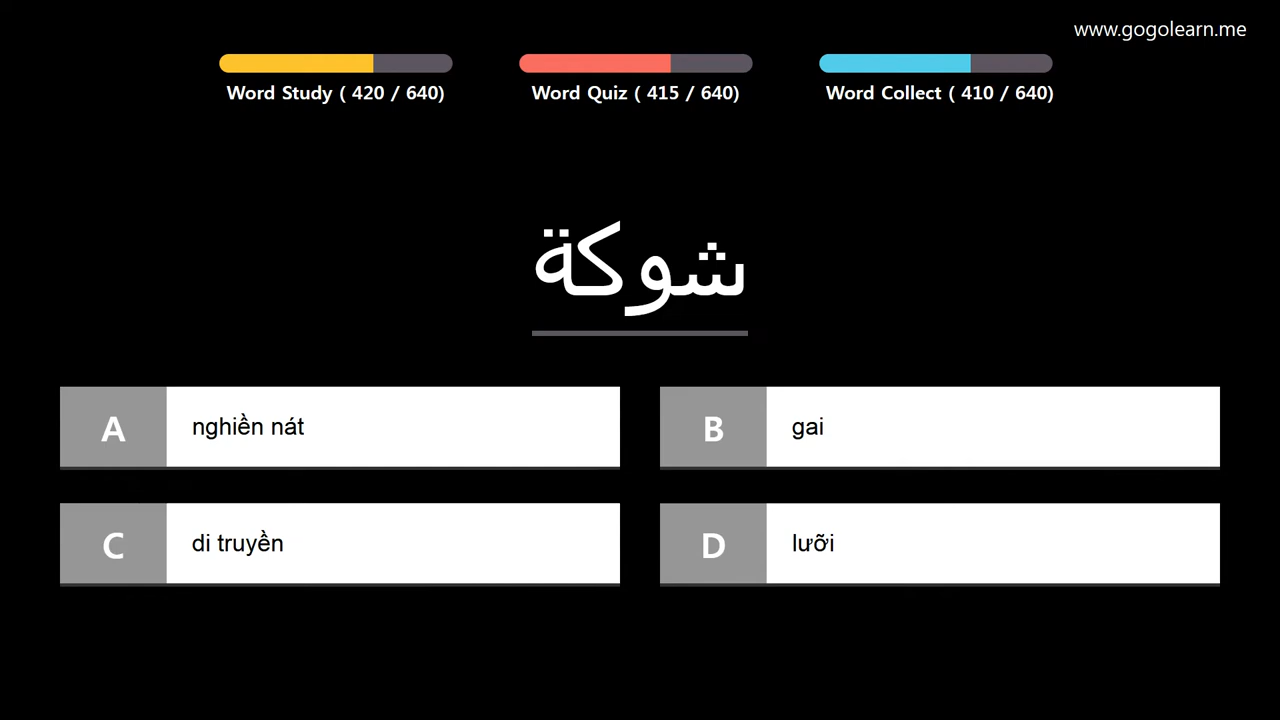 www.gogolearn.me
Word Study ( 420 / 640)
Word Quiz ( 415 / 640)
Word Collect ( 410 / 640)
شوكة
A
nghiền nát
B
gai
C
di truyền
D
lưỡi